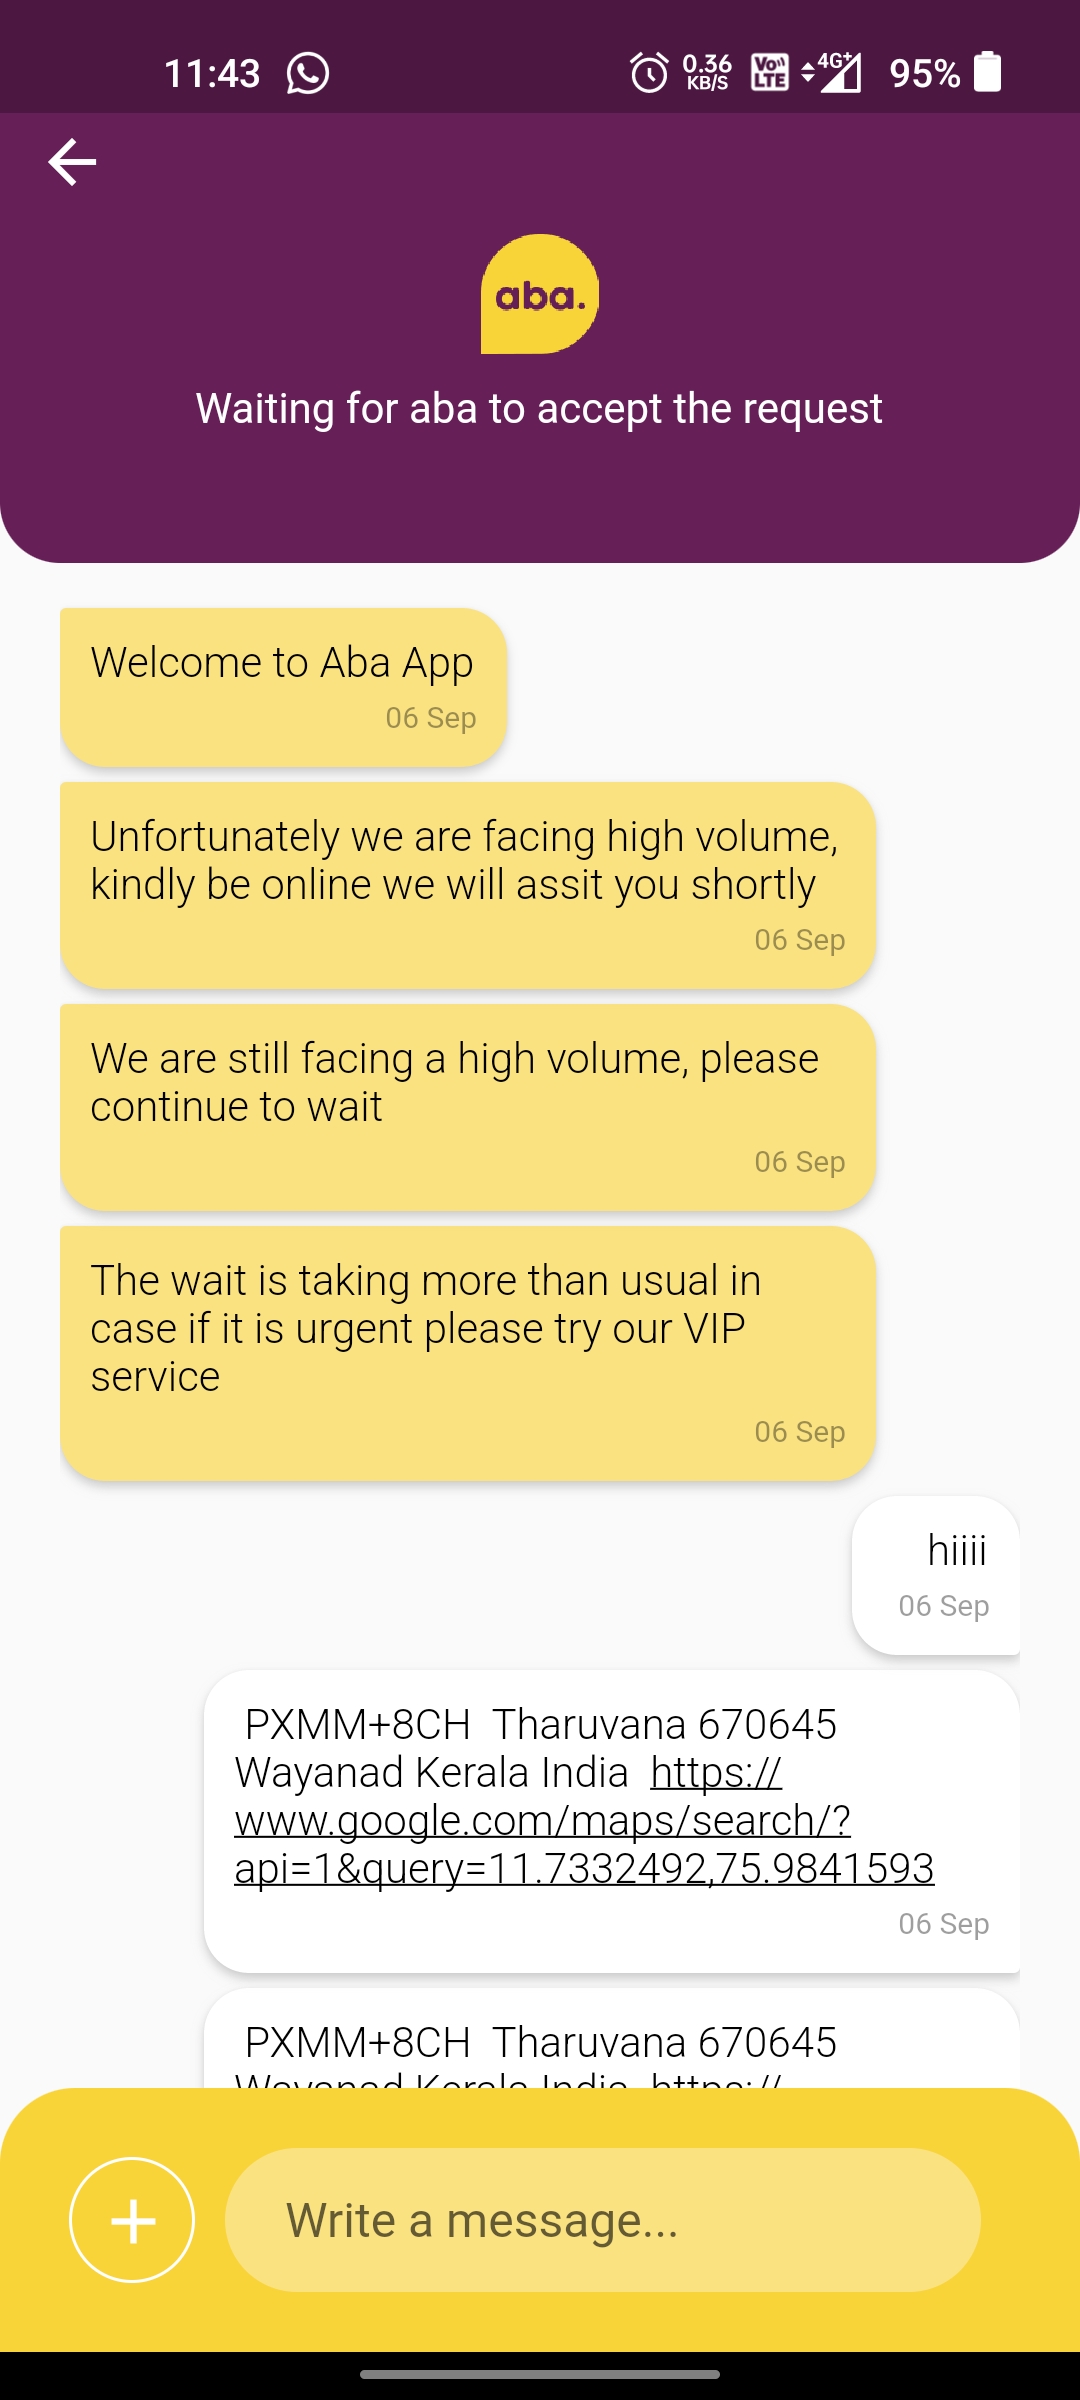 11:43 0.36 KB/S Vo)) LTE 4G+ 95%
aba.
Waiting for aba to accept the request
Welcome to Aba App
06 Sep
Unfortunately we are facing high volume,
kindly be online we will assit you shortly
06 Sep
We are still facing a high volume, please
continue to wait
06 Sep
The wait is taking more than usual in
case if it is urgent please try our VIP
service
06 Sep
hiiii
06 Sep
PXMM+8CH Tharuvana 670645
Wayanad Kerala India https://
www.google.com/maps/search/?
api=1&query=11.7332492,75.9841593
06 Sep
PXMM+8CH Tharuvana 670645
Wayanad Kerala India https://
Write a message...